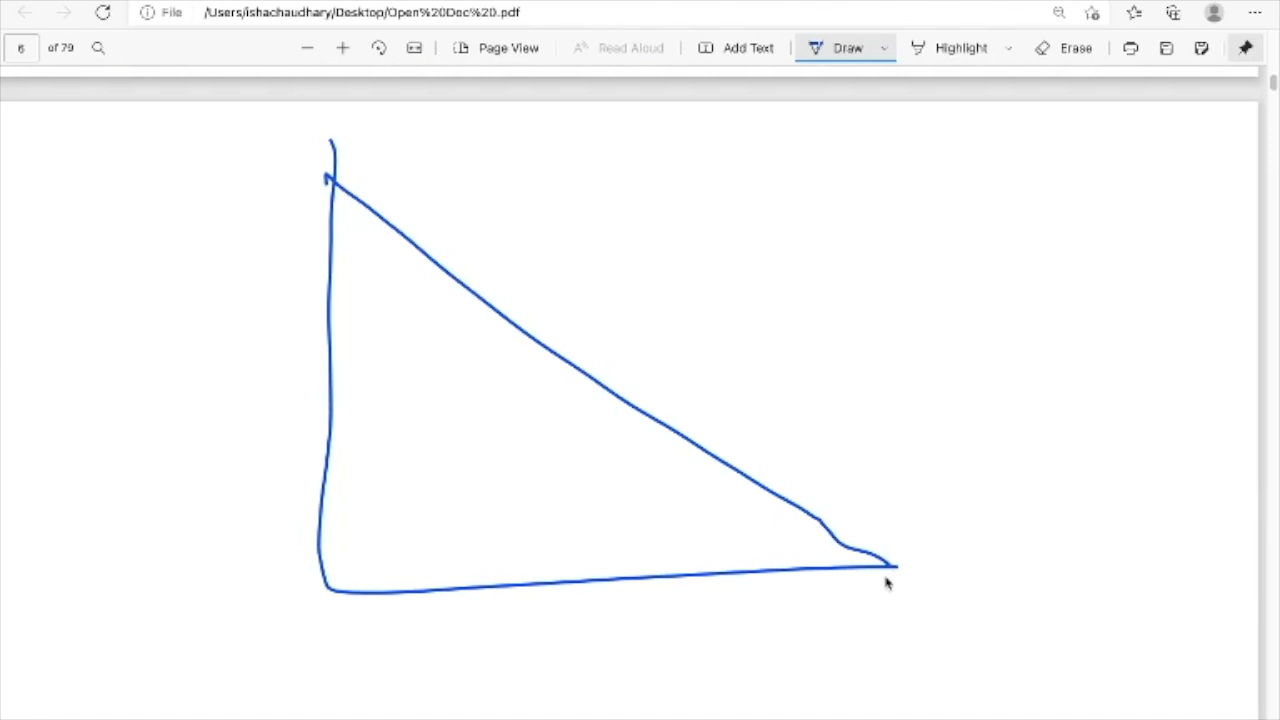 File /Users/ishachaudhary/Desktop/Open%20Doc%20.pdf
6 of 79 Page View Read Aloud Add Text Draw Highlight Erase